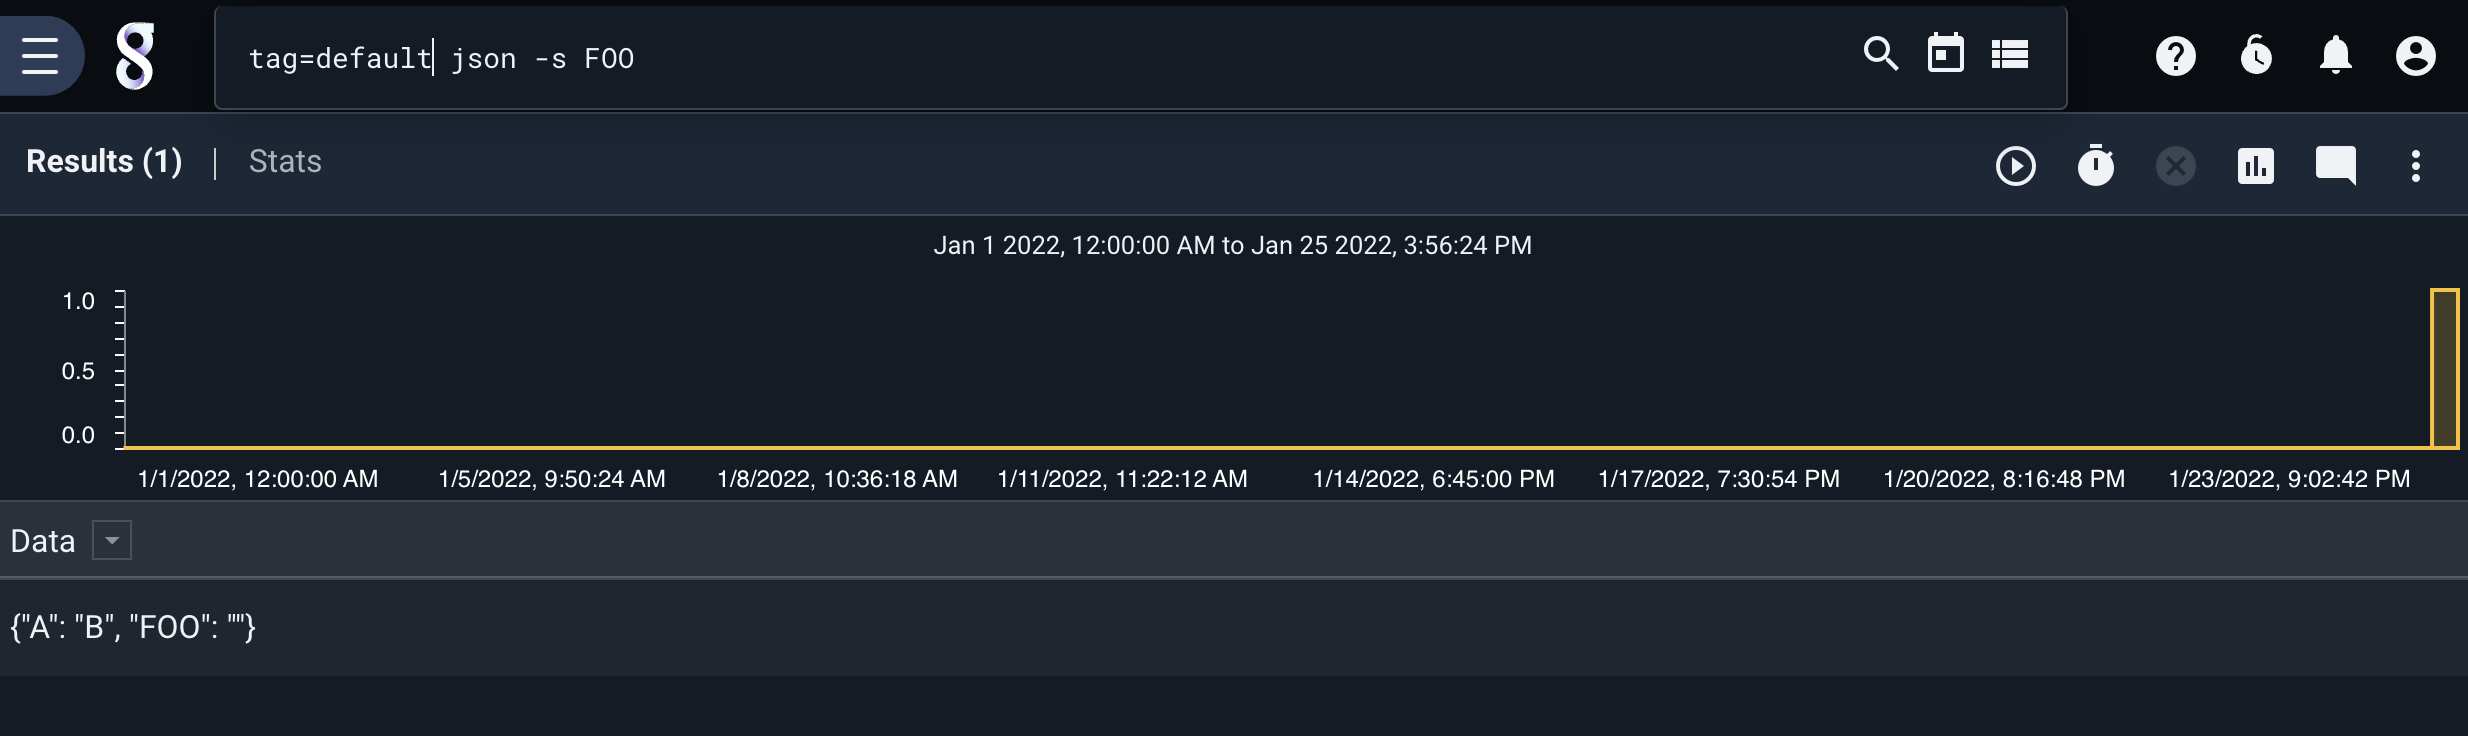 tag=default json -s FOO
Results (1) | Stats
Jan 1 2022, 12:00:00 AM to Jan 25 2022, 3:56:24 PM
1.0
0.5
0.0
1/1/2022, 12:00:00 AM 1/5/2022, 9:50:24 AM 1/8/2022, 10:36:18 AM 1/11/2022, 11:22:12 AM 1/14/2022, 6:45:00 PM 1/17/2022, 7:30:54 PM 1/20/2022, 8:16:48 PM 1/23/2022, 9:02:42 PM
Data
{"A": "B", "FOO": ""}